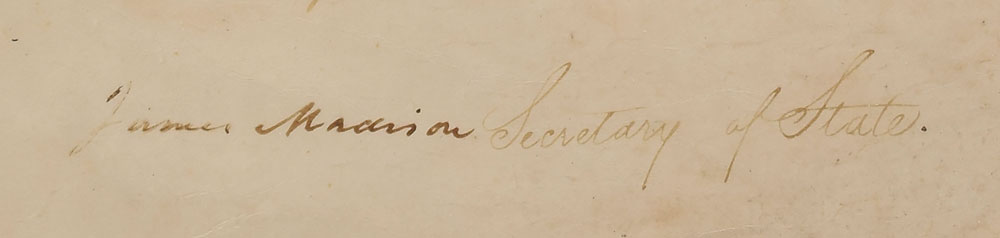 James Madison Secretary of State.